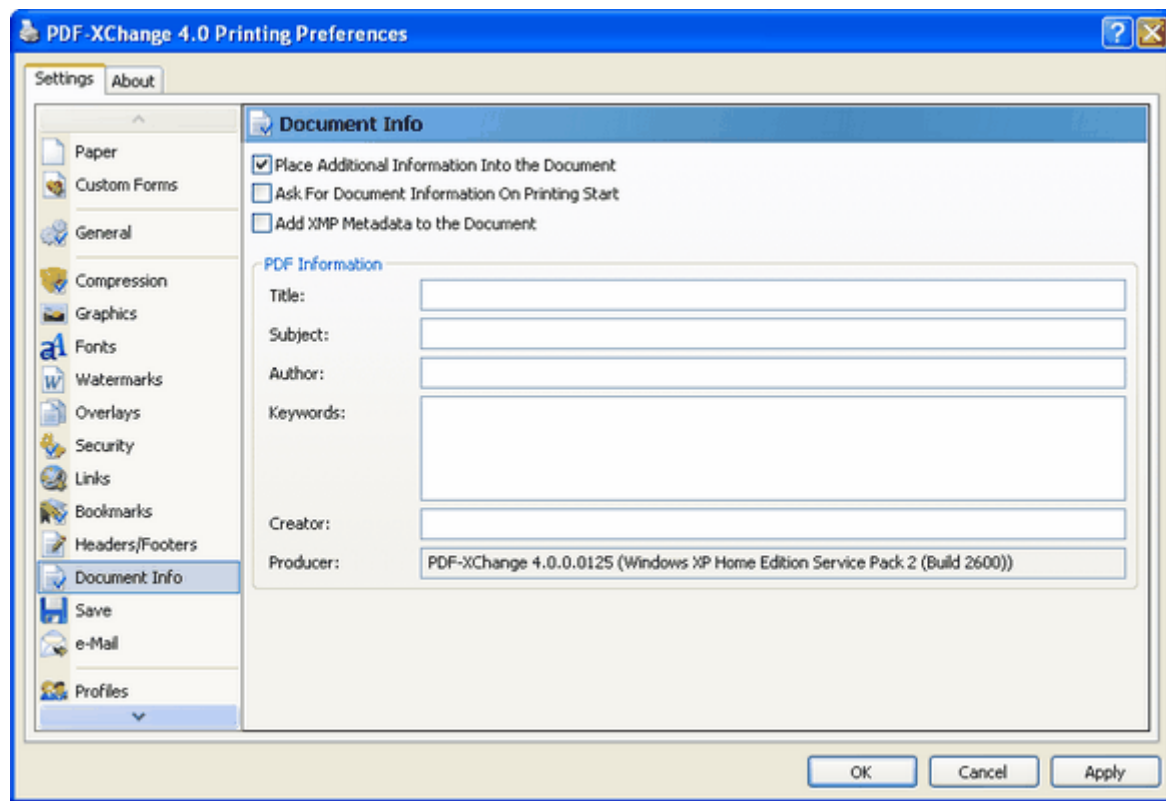 PDF-XChange 4.0 Printing Preferences
Settings
About
Paper
Custom Forms
General
Compression
Graphics
Fonts
Watermarks
Overlays
Security
Links
Bookmarks
Headers/Footers
Document Info
Save
e-Mail
Profiles
Document Info
Place Additional Information Into the Document
Ask For Document Information On Printing Start
Add XMP Metadata to the Document
PDF Information
Title:
Subject:
Author:
Keywords:
Creator:
Producer: PDF-XChange 4.0.0.0125 (Windows XP Home Edition Service Pack 2 (Build 2600))
OK
Cancel
Apply